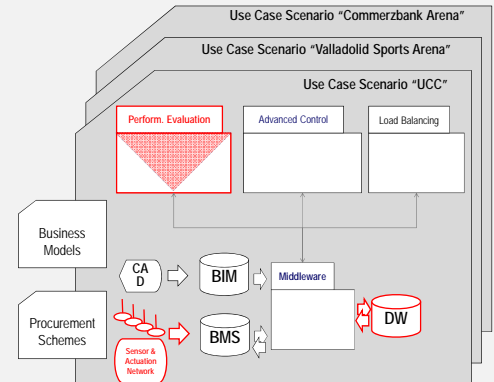 Use Case Scenario “Commerzbank Arena”
Use Case Scenario “Valladolid Sports Arena”
Use Case Scenario “UCC”
Perform. Evaluation
Advanced Control
Load Balancing
Business
Models
CA
D
BIM
Middleware
Procurement
Schemes
BMS
DW
Sensor &
Actuation
Network